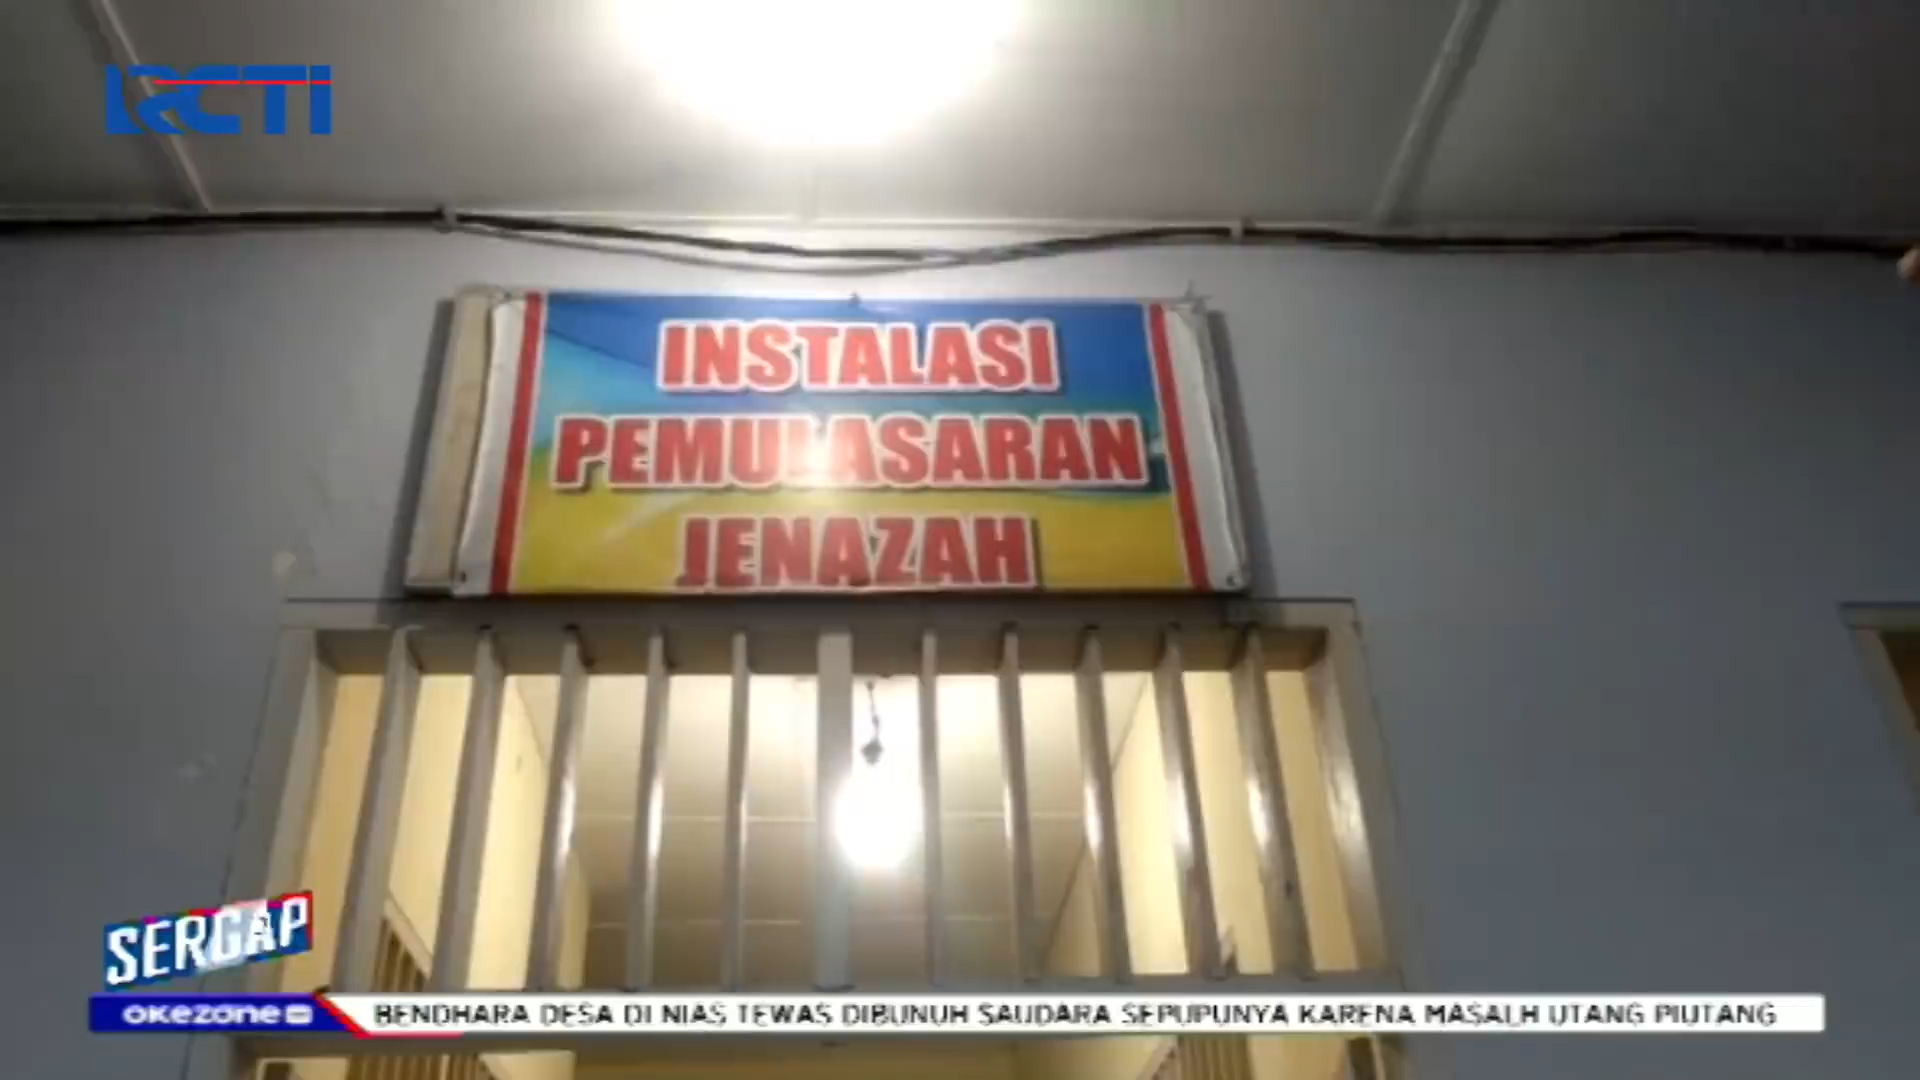 RCTI
INSTALASI
PEMULASARAN
JENAZAH
SERGAP
okezone
BENDHARA DESA DI NIAS TEWAS DIBUNUH SAUDARA SEPUPUNYA KARENA MASALH UTANG PIUTANG